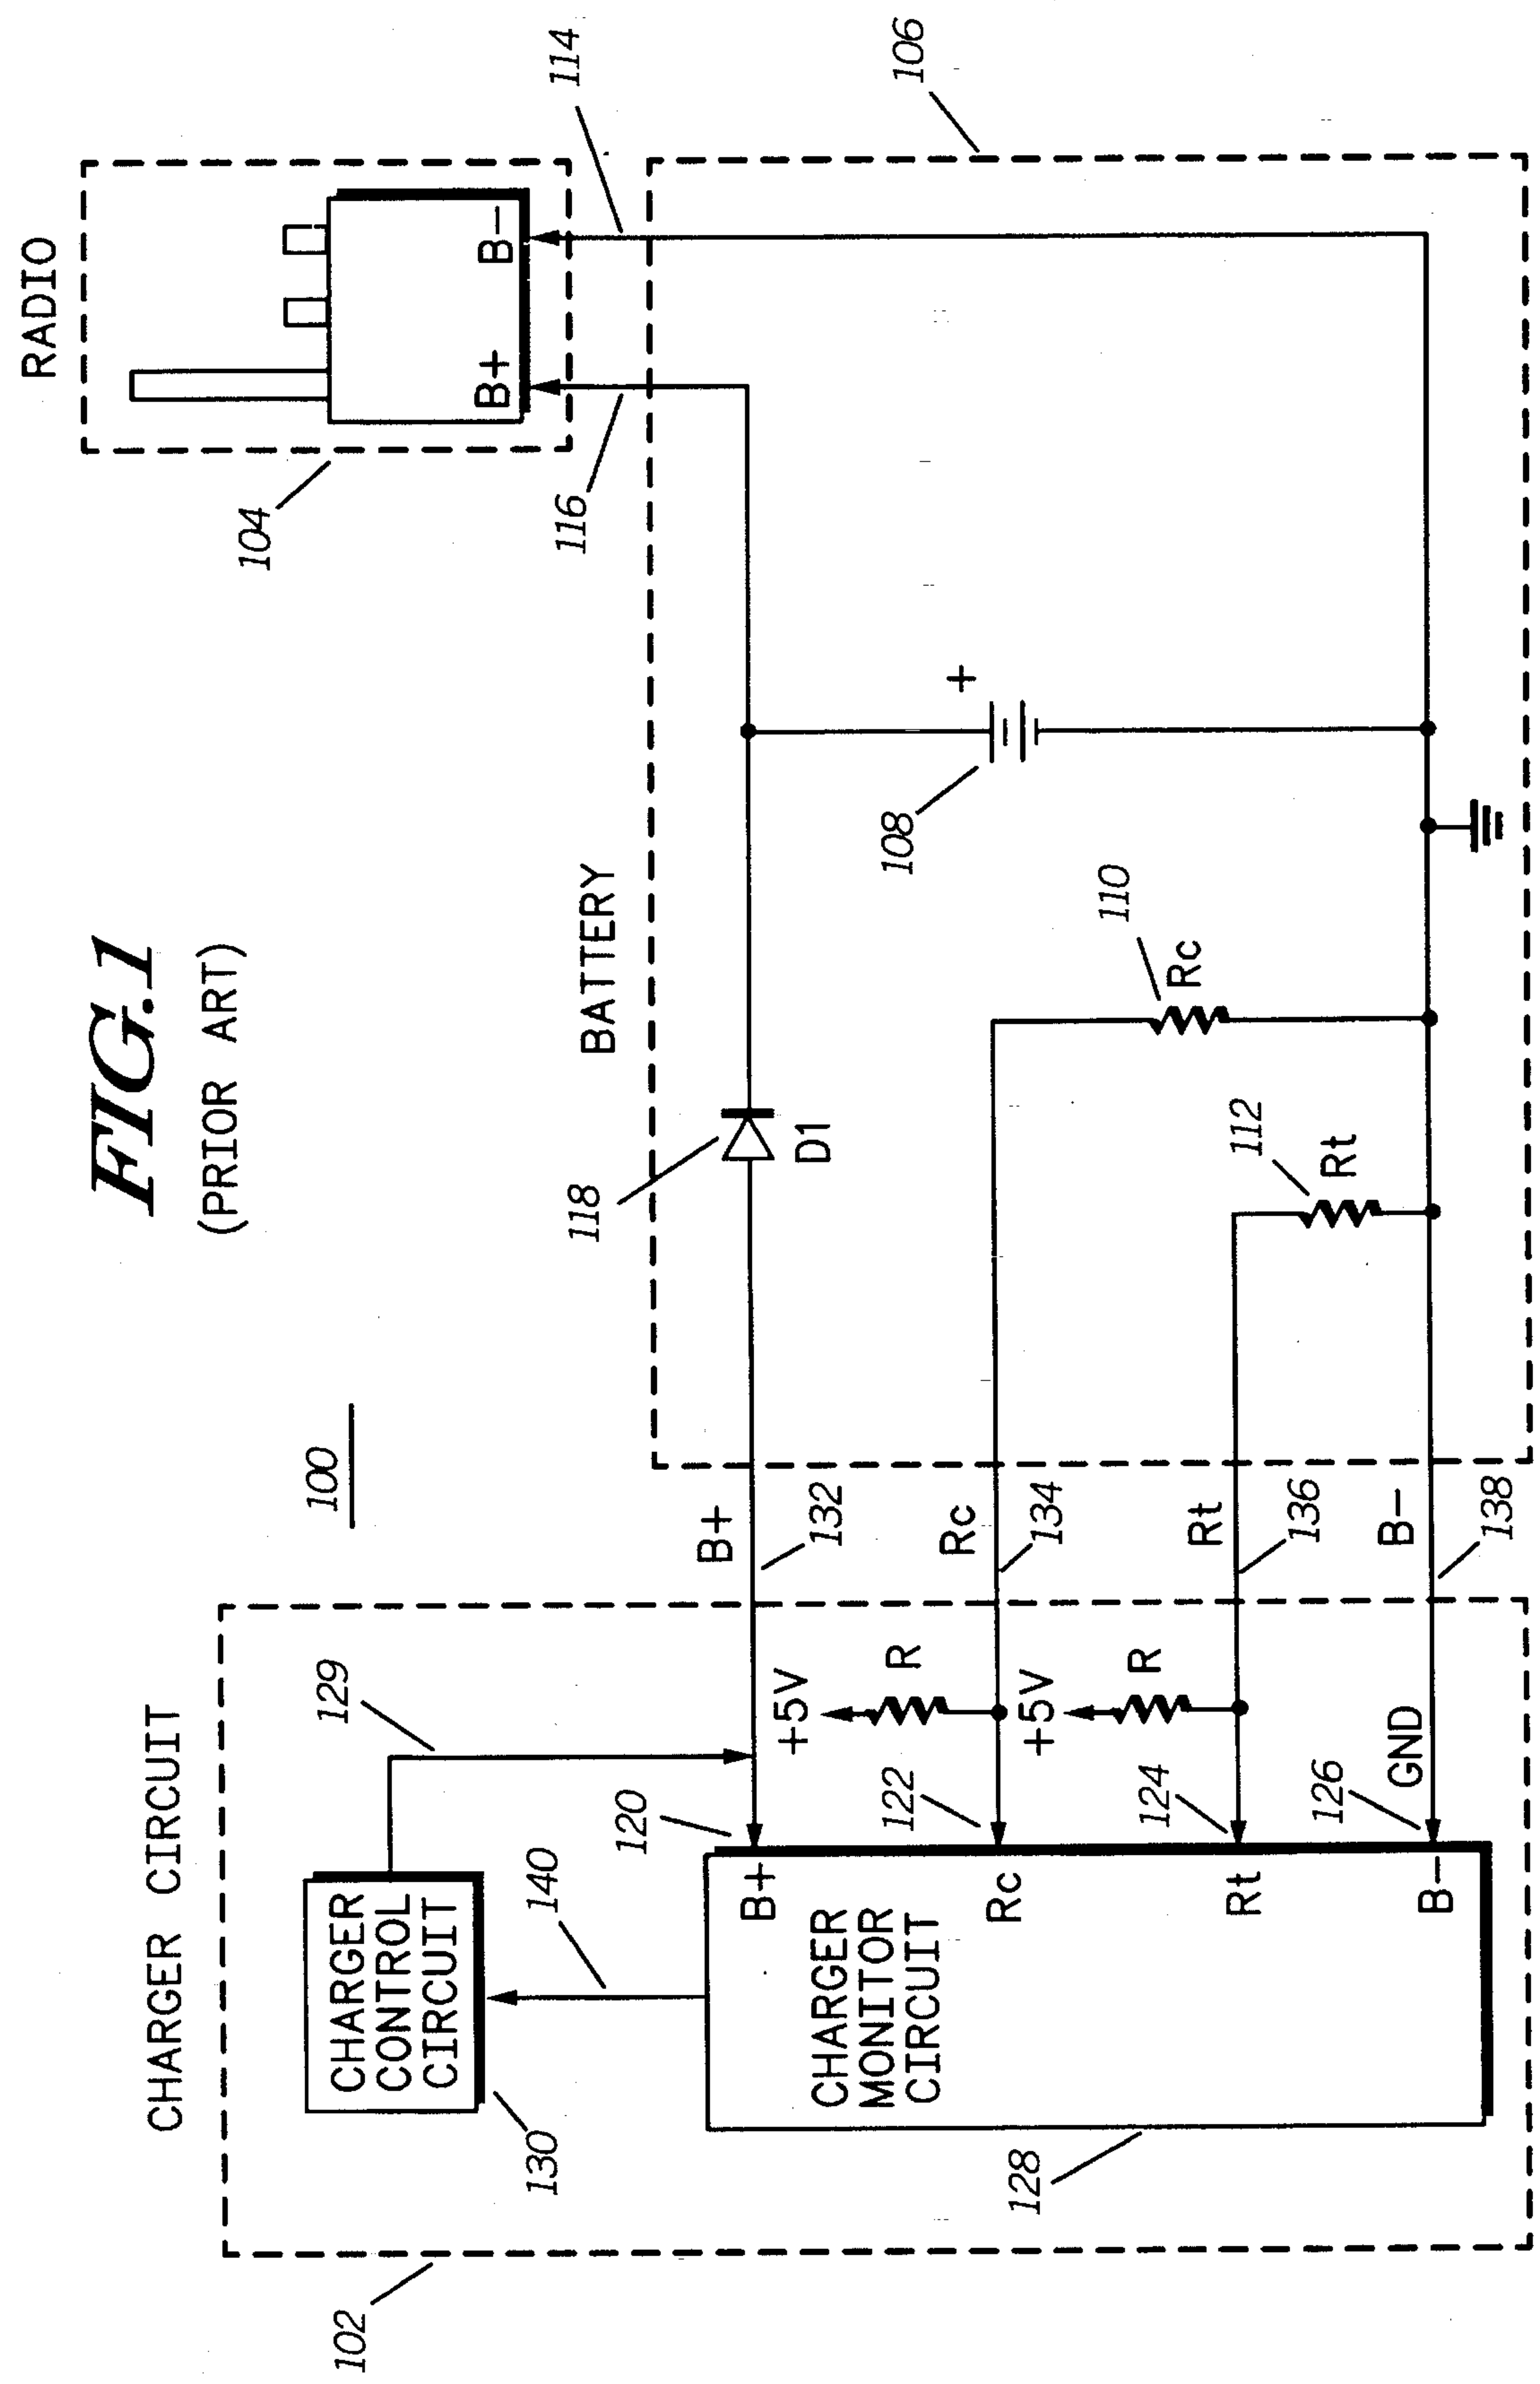 FIG.1
(PRIOR ART)
100
CHARGER CIRCUIT
102
CHARGER
CONTROL
CIRCUIT
130
129
140
CHARGER
MONITOR
CIRCUIT
128
B+
Rc
Rt
B-
120
122
124
126
GND
+5V
R
+5V
R
B+
132
Rc
134
Rt
136
B-
138
BATTERY
106
118
D1
110
Rc
112
Rt
108
+
RADIO
104
B+
B-
116
114